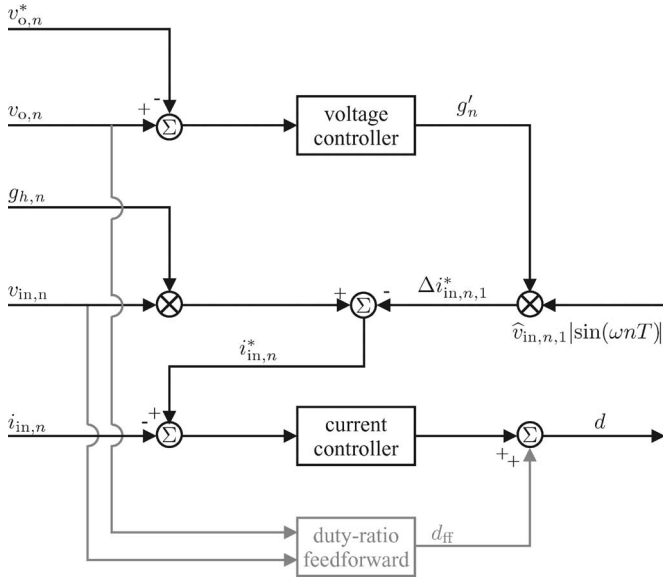 v*o,n
-
+
vo,n
Σ
voltage
controller
g′n
gh,n
vin,n
+
Σ
-
Δi*in,n,1
v̂in,n,1|sin(ωnT)|
i*in,n
+
-
iin,n
Σ
current
controller
Σ
d
+
+
duty-ratio
feedforward
dff